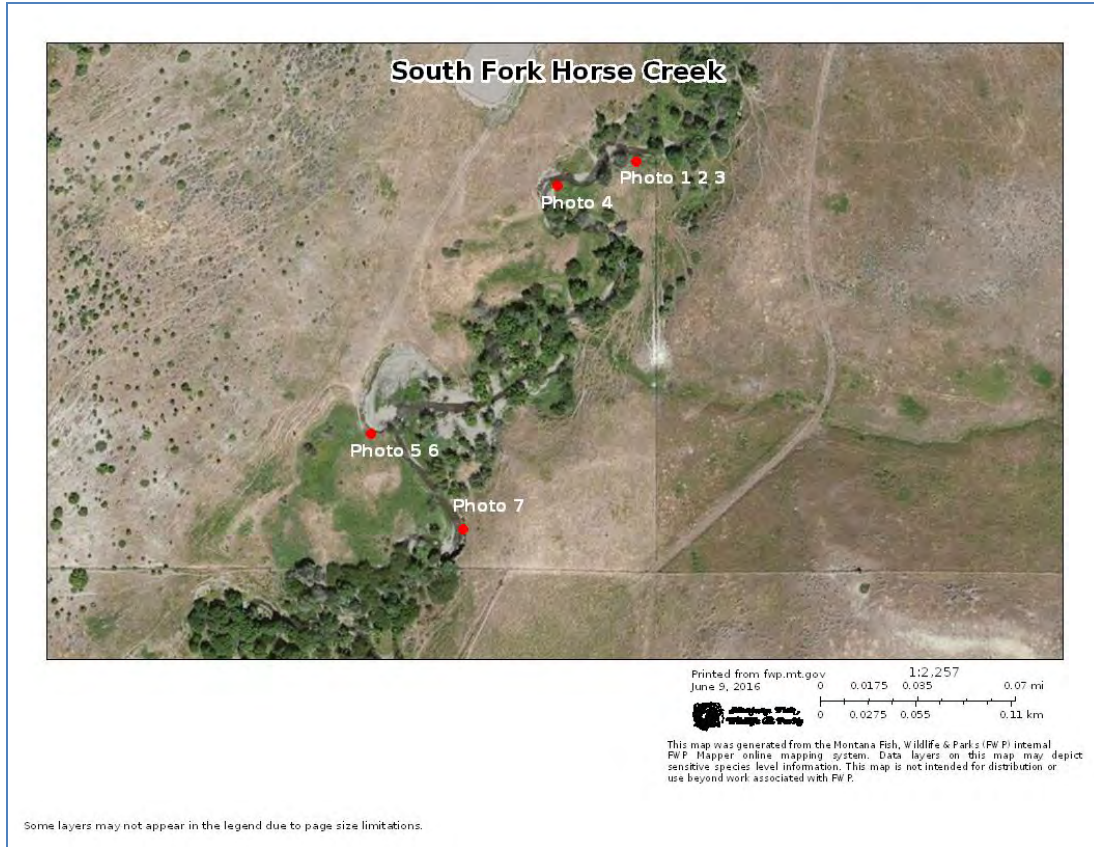 South Fork Horse Creek
Photo 1 2 3
Photo 4
Photo 5 6
Photo 7
Printed from fwp.mt.gov
June 9, 2016
1:2,257
0 0.0175 0.035 0.07 mi
0 0.0275 0.055 0.11 km
Montana Fish,
Wildlife & Parks
This map was generated from the Montana Fish, Wildlife & Parks (FWP) internal
FWP Mapper online mapping system. Data layers on this map may depict
sensitive species level information. This map is not intended for distribution or
use beyond work associated with FWP.
Some layers may not appear in the legend due to page size limitations.